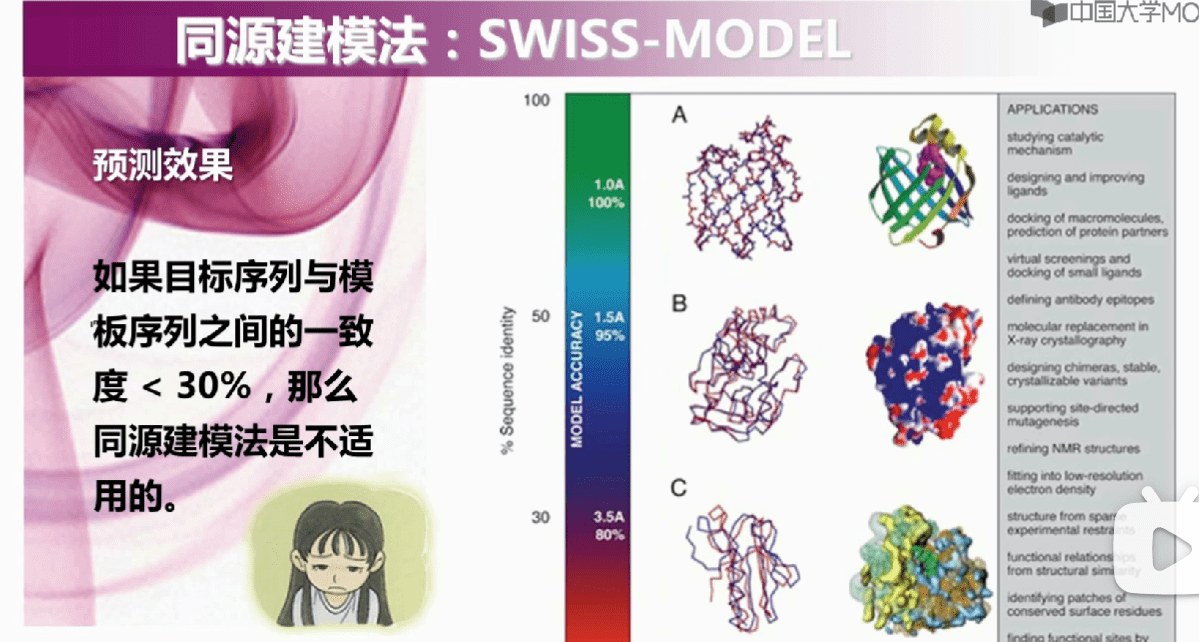 中国大学MO
同源建模法：SWISS-MODEL
预测效果
如果目标序列与模
板序列之间的一致
度 < 30%，那么
同源建模法是不适
用的。
% Sequence identity
100
50
30
MODEL ACCURACY
1.0A
100%
1.5A
95%
3.5A
80%
A
B
C
APPLICATIONS
studying catalytic
mechanism
designing and improving
ligands
docking of macromolecules,
prediction of protein partners
virtual screenings and
docking of small ligands
defining antibody epitopes
molecular replacement in
X-ray crystallography
designing chimeras, stable,
crystallizable variants
supporting site-directed
mutagenesis
refining NMR structures
fitting into low-resolution
electron density
structure from sparse
experimental restraints
functional relationships
from structural similarity
identifying patches of
conserved surface residues
finding functional sites by